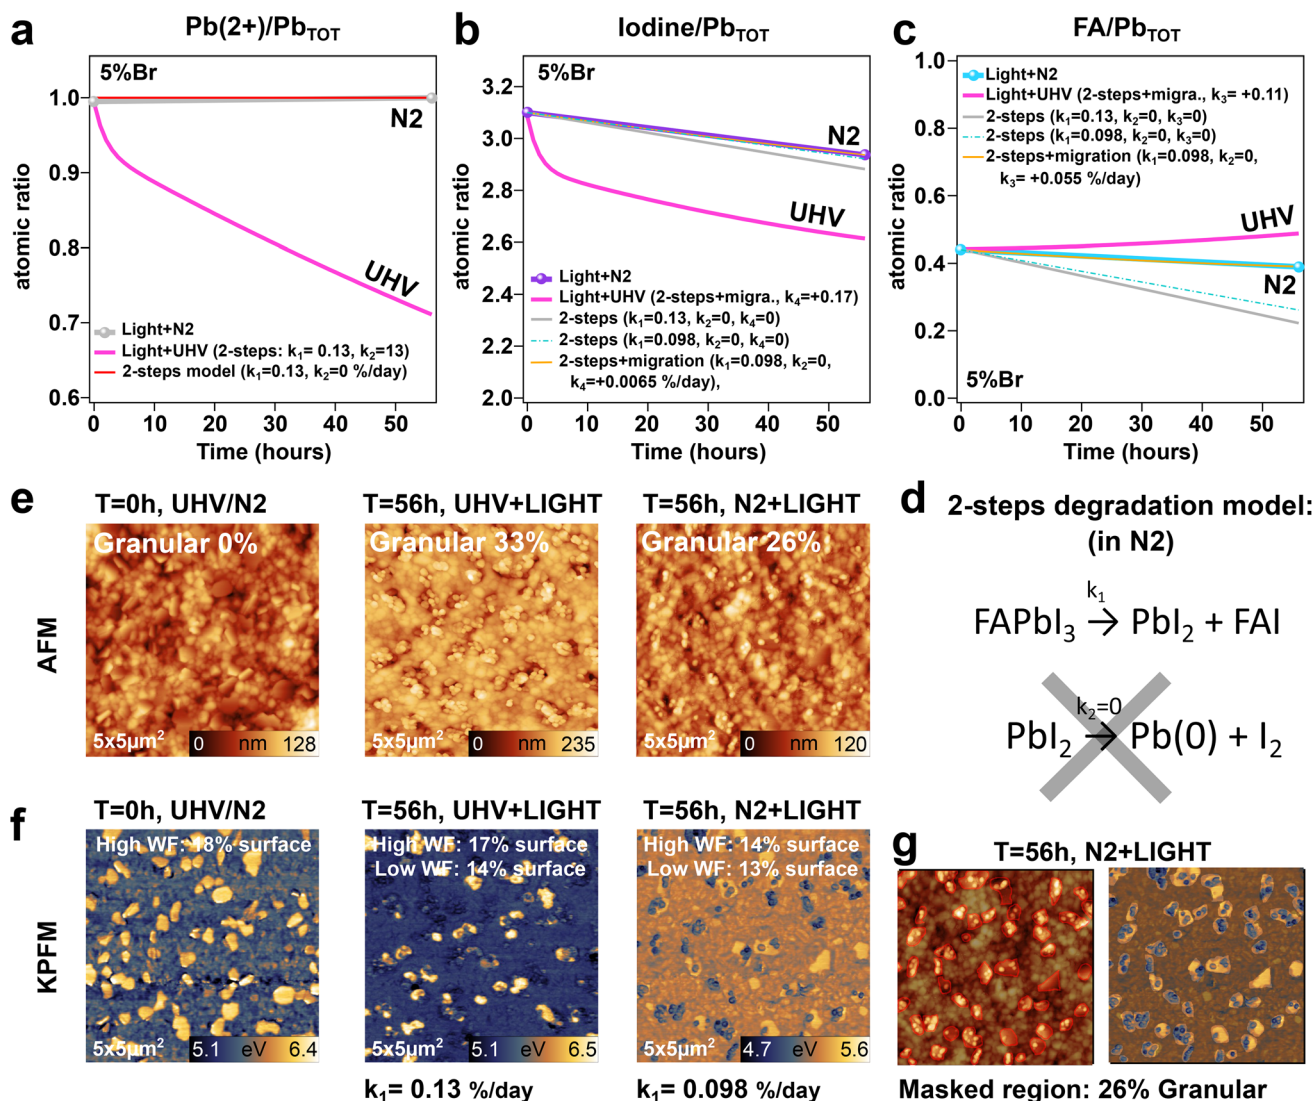 a
Pb(2+)/PbTOT
5%Br
atomic ratio
1.0
0.9
0.8
0.7
0.6
N2
UHV
Light+N2
Light+UHV (2-steps: k1= 0.13, k2=13)
2-steps model (k1=0.13, k2=0 %/day)
0 10 20 30 40 50
Time (hours)
b
Iodine/PbTOT
5%Br
atomic ratio
3.2
3.0
2.8
2.6
2.4
2.2
2.0
N2
UHV
Light+N2
Light+UHV (2-steps+migra., k4=+0.17)
2-steps (k1=0.13, k2=0, k4=0)
2-steps (k1=0.098, k2=0, k4=0)
2-steps+migration (k1=0.098, k2=0,
k4=+0.0065 %/day),
0 10 20 30 40 50
Time (hours)
c
FA/PbTOT
atomic ratio
1.0
0.8
0.6
0.4
0.2
0.0
Light+N2
Light+UHV (2-steps+migra., k3= +0.11)
2-steps (k1=0.13, k2=0, k3=0)
2-steps (k1=0.098, k2=0, k3=0)
2-steps+migration (k1=0.098, k2=0,
k3= +0.055 %/day)
UHV
N2
5%Br
0 10 20 30 40 50
Time (hours)
e
AFM
T=0h, UHV/N2
Granular 0%
5x5µm²
0 nm 128
T=56h, UHV+LIGHT
Granular 33%
0 nm 235
T=56h, N2+LIGHT
Granular 26%
5x5µm²
0 nm 120
d
2-steps degradation model:
(in N2)
k1
FAPbI3 → PbI2 + FAI
k2=0
PbI2 → Pb(0) + I2
f
KPFM
T=0h, UHV/N2
High WF: 18% surface
5x5µm²
5.1 eV 6.4
T=56h, UHV+LIGHT
High WF: 17% surface
Low WF: 14% surface
5x5µm²
5.1 eV 6.5
k1= 0.13 %/day
T=56h, N2+LIGHT
High WF: 14% surface
Low WF: 13% surface
5x5µm²
4.7 eV 5.6
k1= 0.098 %/day
g
T=56h, N2+LIGHT
Masked region: 26% Granular